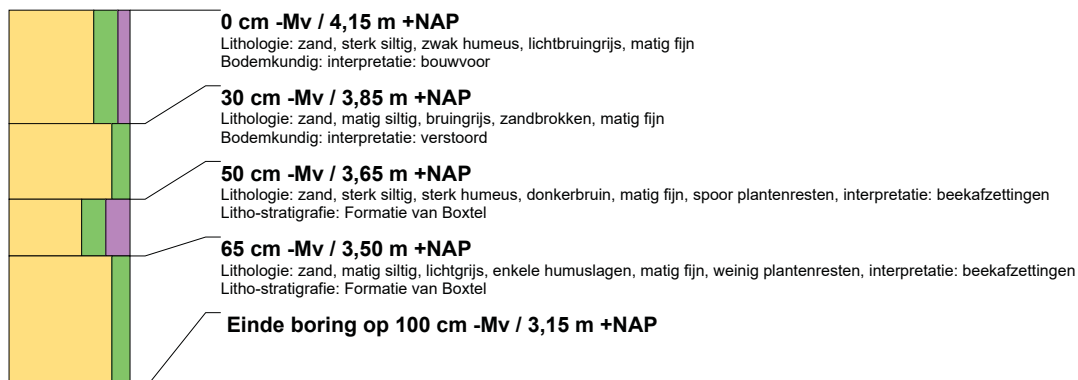 0 cm -Mv / 4,15 m +NAP
Lithologie: zand, sterk siltig, zwak humeus, lichtbruingrijs, matig fijn
Bodemkundig: interpretatie: bouwvoor
30 cm -Mv / 3,85 m +NAP
Lithologie: zand, matig siltig, bruingrijs, zandbrokken, matig fijn
Bodemkundig: interpretatie: verstoord
50 cm -Mv / 3,65 m +NAP
Lithologie: zand, sterk siltig, sterk humeus, donkerbruin, matig fijn, spoor plantenresten, interpretatie: beekafzettingen
Litho-stratigrafie: Formatie van Boxtel
65 cm -Mv / 3,50 m +NAP
Lithologie: zand, matig siltig, lichtgrijs, enkele humuslagen, matig fijn, weinig plantenresten, interpretatie: beekafzettingen
Litho-stratigrafie: Formatie van Boxtel
Einde boring op 100 cm -Mv / 3,15 m +NAP